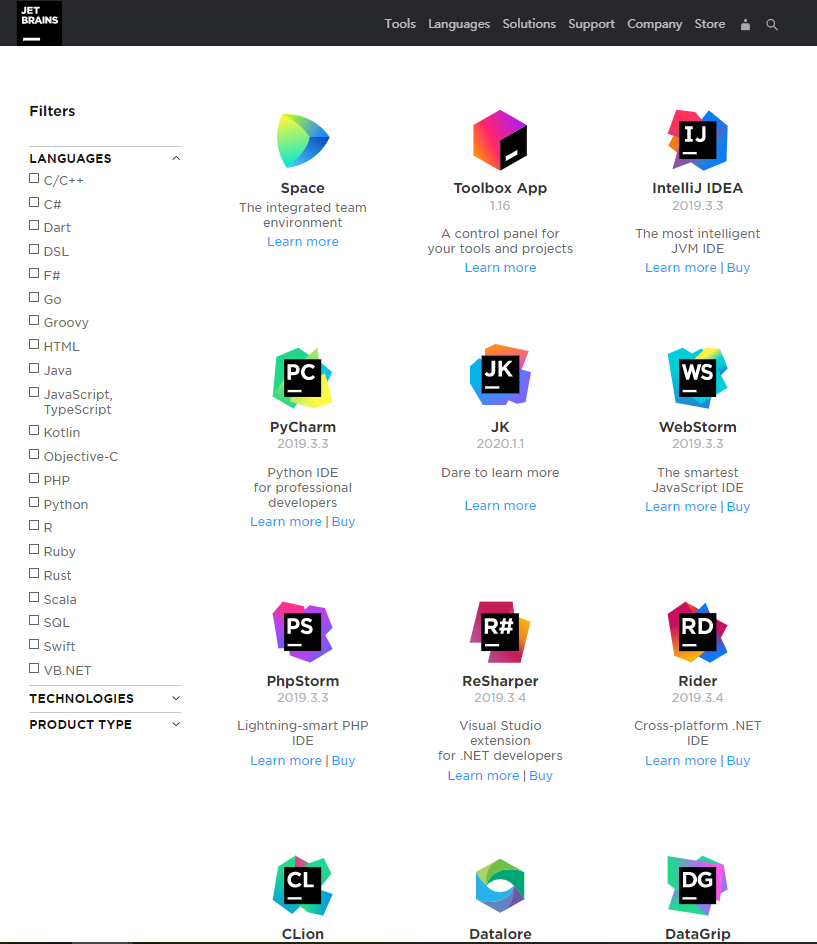 JET
BRAINS
Tools Languages Solutions Support Company Store
Filters
LANGUAGES
C/C++
C#
Dart
DSL
F#
Go
Groovy
HTML
Java
JavaScript,
TypeScript
Kotlin
Objective-C
PHP
Python
R
Ruby
Rust
Scala
SQL
Swift
VB.NET
TECHNOLOGIES
PRODUCT TYPE
Space
The integrated team
environment
Learn more
Toolbox App
1.16
A control panel for
your tools and projects
Learn more
IJ
IntelliJ IDEA
2019.3.3
The most intelligent
JVM IDE
Learn more | Buy
PC
PyCharm
2019.3.3
Python IDE
for professional
developers
Learn more | Buy
JK
JK
2020.1.1
Dare to learn more
Learn more
WS
WebStorm
2019.3.3
The smartest
JavaScript IDE
Learn more | Buy
PS
PhpStorm
2019.3.3
Lightning-smart PHP
IDE
Learn more | Buy
R#
ReSharper
2019.3.4
Visual Studio
extension
for .NET developers
Learn more | Buy
RD
Rider
2019.3.4
Cross-platform .NET
IDE
Learn more | Buy
CL
CLion
Datalore
DG
DataGrip